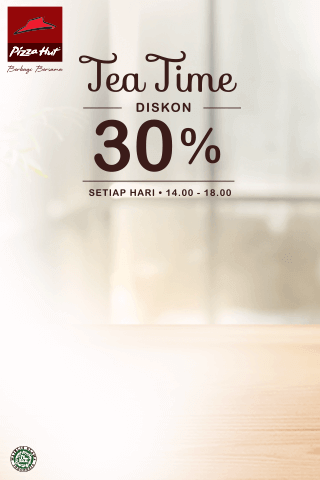 Pizza Hut
Berbagi Bersama
Tea Time
DISKON
30%
SETIAP HARI • 14.00 - 18.00